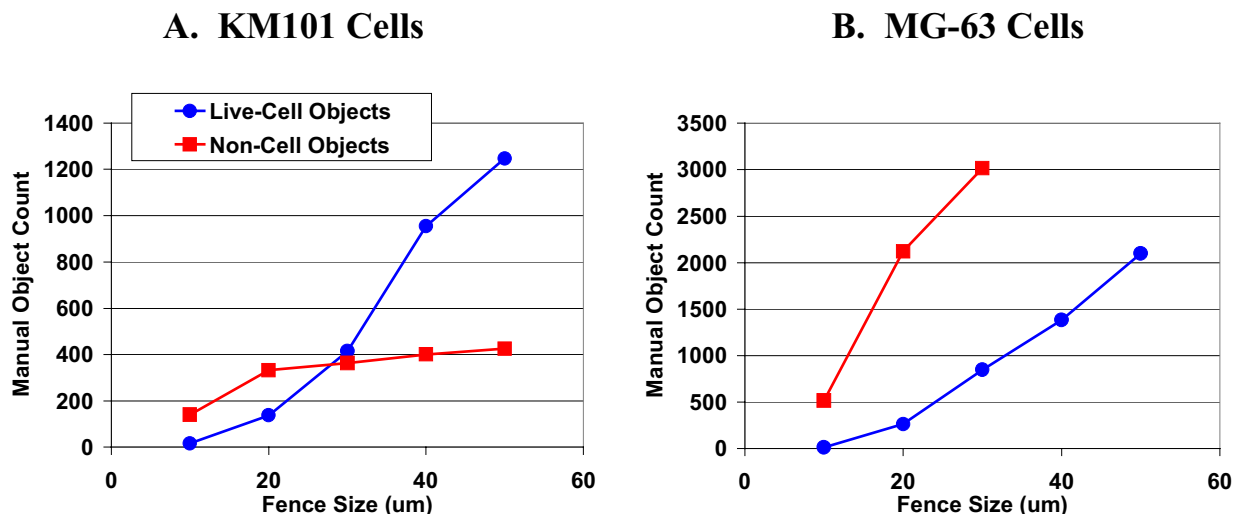 A. KM101 Cells
Live-Cell Objects
Non-Cell Objects
Manual Object Count
1400
1200
1000
800
600
400
200
0
0 20 40 60
Fence Size (um)
B. MG-63 Cells
Manual Object Count
3500
3000
2500
2000
1500
1000
500
0
0 20 40 60
Fence Size (um)